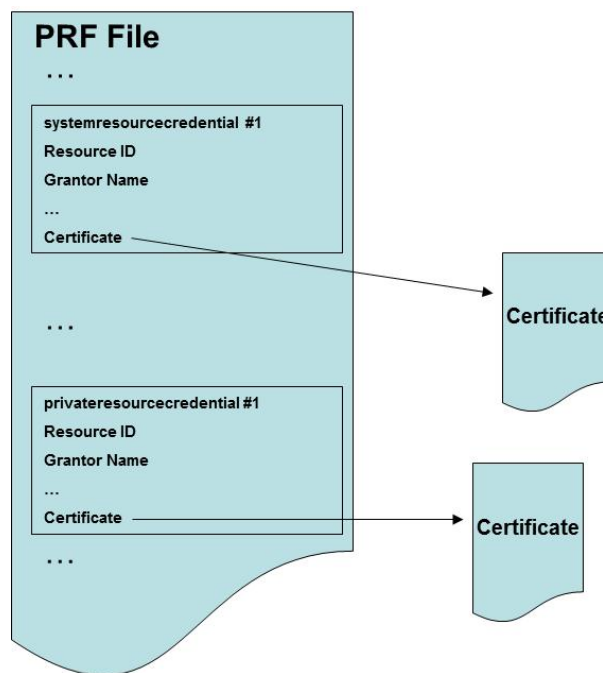 PRF File
...
systemresourcecredential #1
Resource ID
Grantor Name
...
Certificate
Certificate
...
privateresourcecredential #1
Resource ID
Grantor Name
...
Certificate
Certificate
...